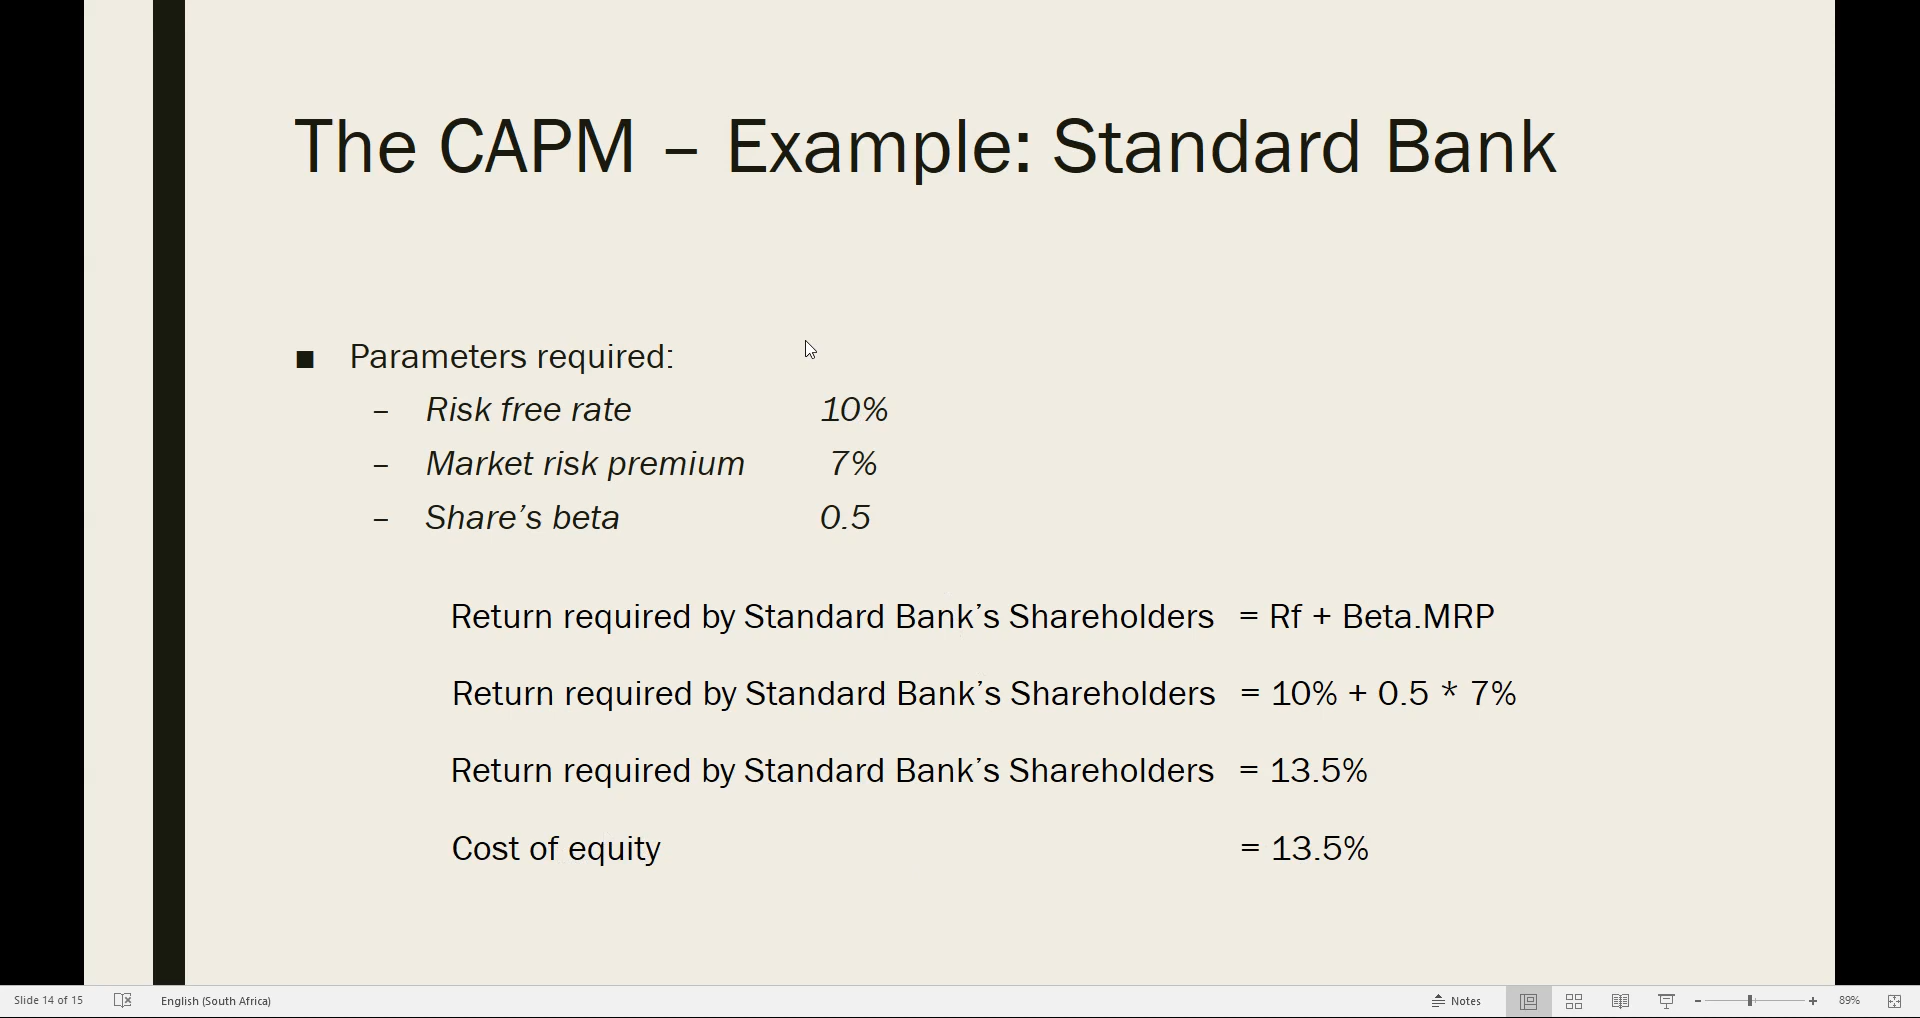 The CAPM – Example: Standard Bank
■ Parameters required:
– Risk free rate 10%
– Market risk premium 7%
– Share’s beta 0.5
Return required by Standard Bank’s Shareholders = Rf + Beta.MRP
Return required by Standard Bank’s Shareholders = 10% + 0.5 * 7%
Return required by Standard Bank’s Shareholders = 13.5%
Cost of equity = 13.5%
Slide 14 of 15 English (South Africa) Notes 89%